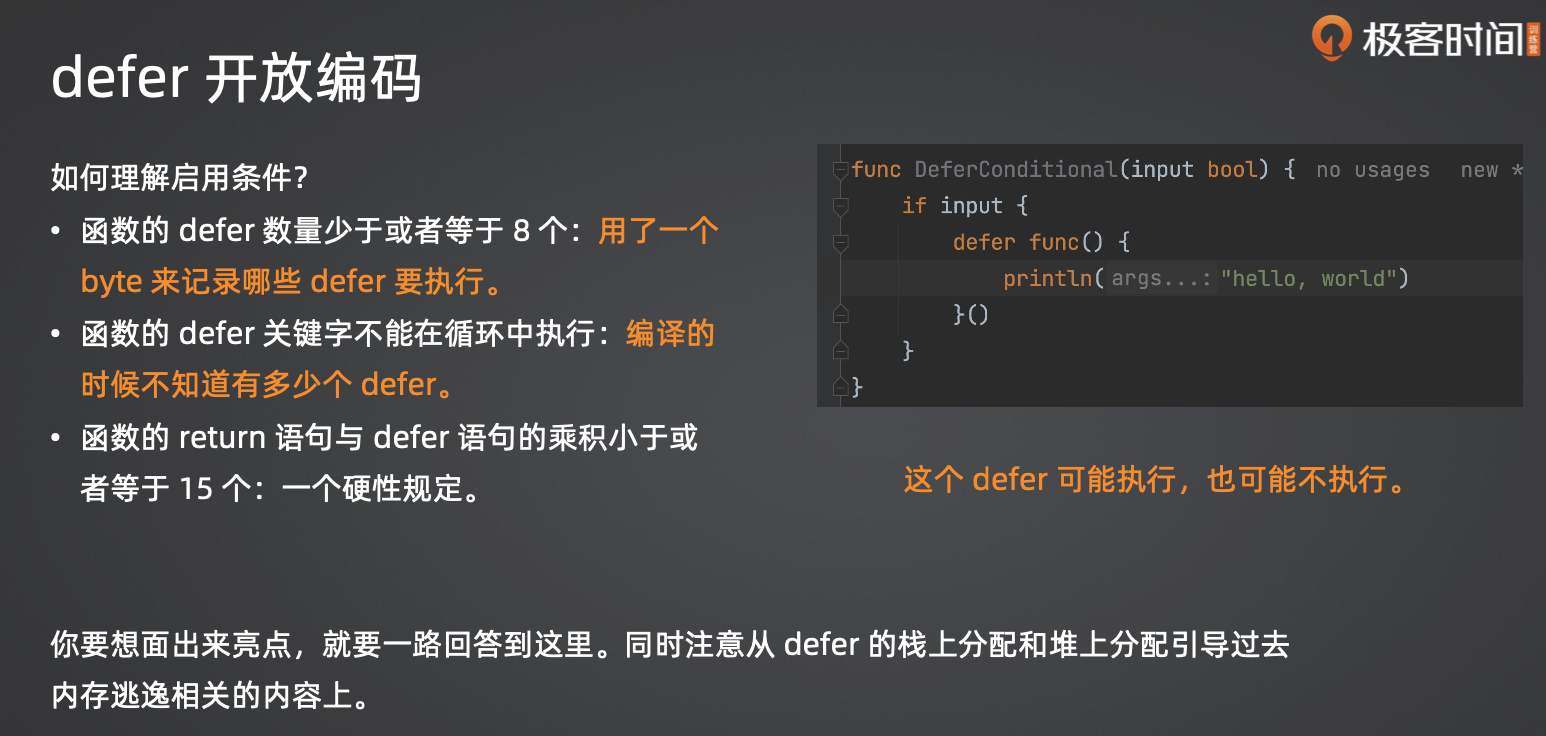 极客时间
训练营
defer 开放编码
如何理解启用条件？
• 函数的 defer 数量少于或者等于 8 个：用了一个
byte 来记录哪些 defer 要执行。
• 函数的 defer 关键字不能在循环中执行：编译的
时候不知道有多少个 defer。
• 函数的 return 语句与 defer 语句的乘积小于或
者等于 15 个：一个硬性规定。
func DeferConditional(input bool) { no usages new *
if input {
defer func() {
println(args...:"hello, world")
}()
}
}
这个 defer 可能执行，也可能不执行。
你要想面出来亮点，就要一路回答到这里。同时注意从 defer 的栈上分配和堆上分配引导过去
内存逃逸相关的内容上。